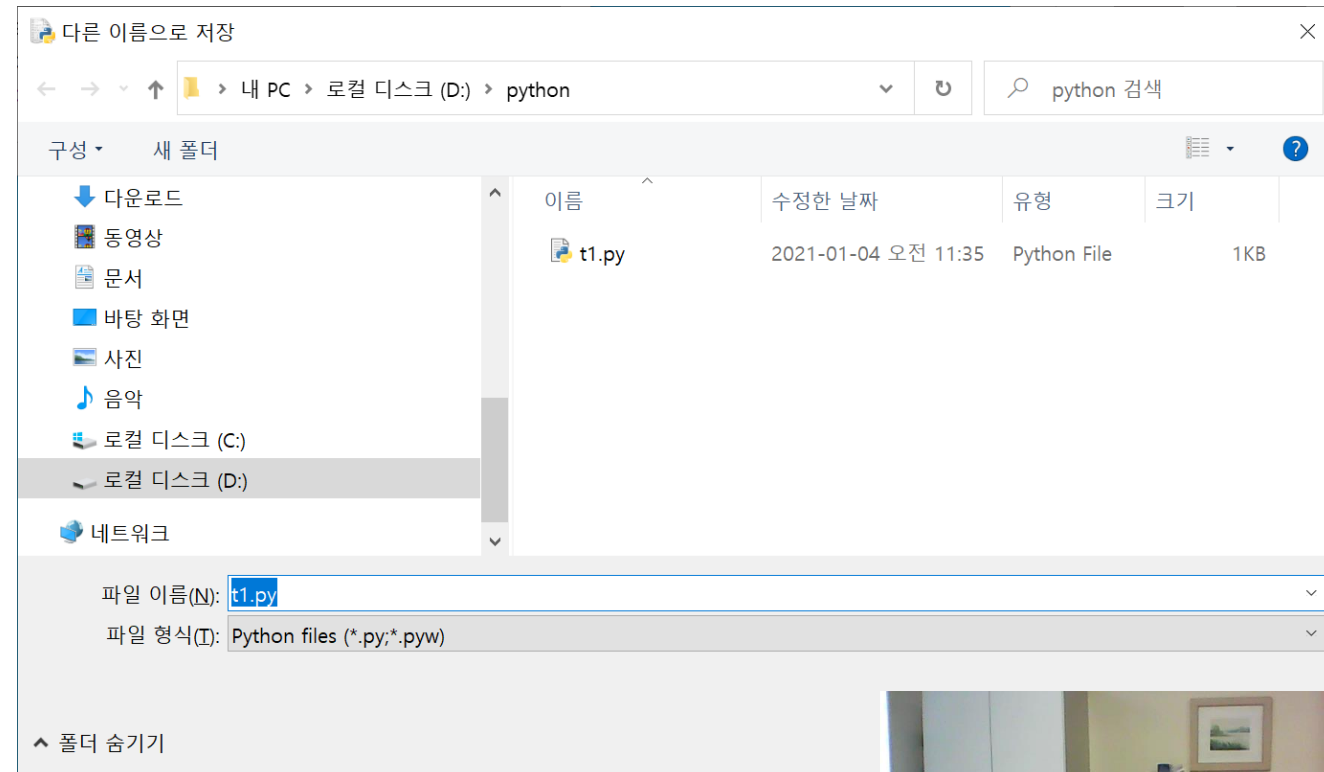 다른 이름으로 저장
내 PC > 로컬 디스크 (D:) > python
python 검색
구성
새 폴더
다운로드
동영상
문서
바탕 화면
사진
음악
로컬 디스크 (C:)
로컬 디스크 (D:)
네트워크
이름 수정한 날짜 유형 크기
t1.py 2021-01-04 오전 11:35 Python File 1KB
파일 이름(N): t1.py
파일 형식(T): Python files (*.py;*.pyw)
폴더 숨기기